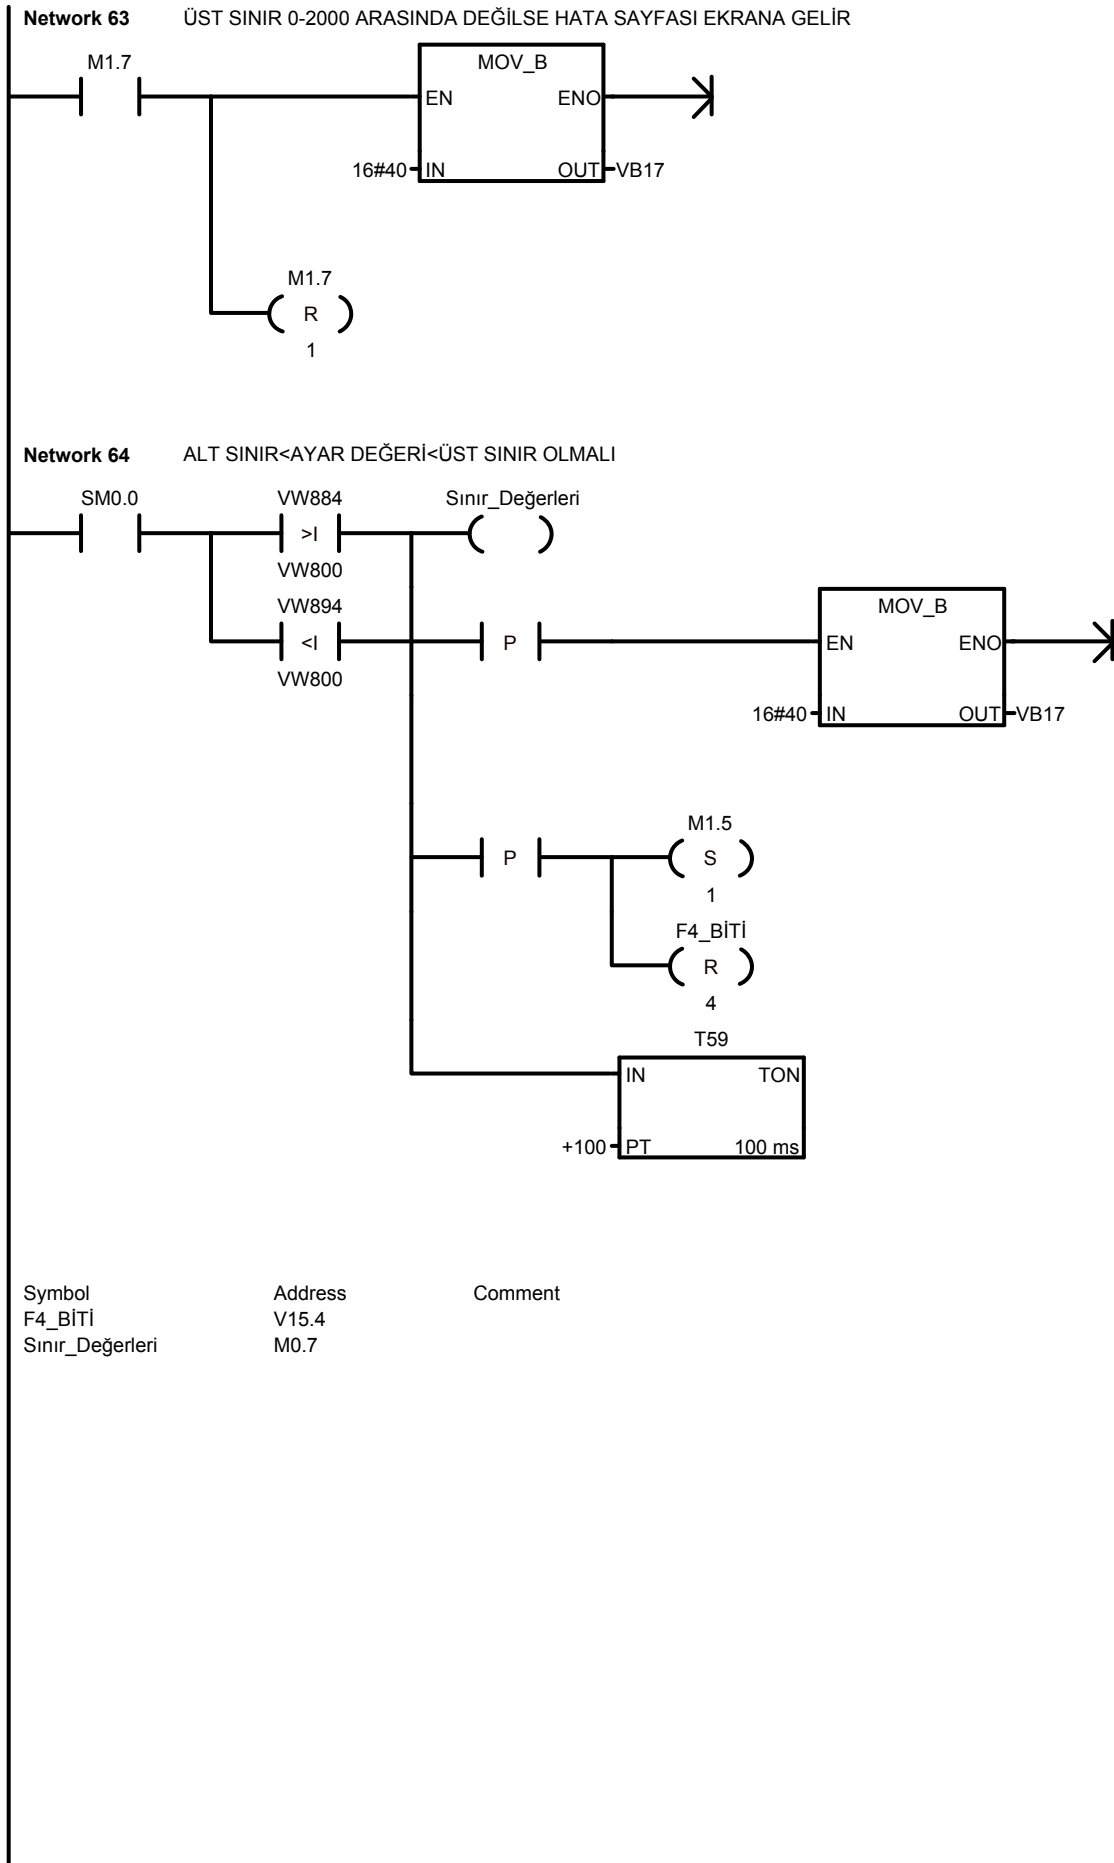 Network 63 ÜST SINIR 0-2000 ARASINDA DEĞİLSE HATA SAYFASI EKRANA GELİR
M1.7 MOV_B
EN ENO
16#40 IN OUT VB17
M1.7
R
1
Network 64 ALT SINIR<AYAR DEĞERİ<ÜST SINIR OLMALI
SM0.0 VW884 Sınır_Değerleri
>I
VW800
VW894 MOV_B
<I P EN ENO
VW800
16#40 IN OUT VB17
M1.5
P S
1
F4_BİTİ
R
4
T59
IN TON
+100 PT 100 ms
Symbol Address Comment
F4_BİTİ V15.4
Sınır_Değerleri M0.7